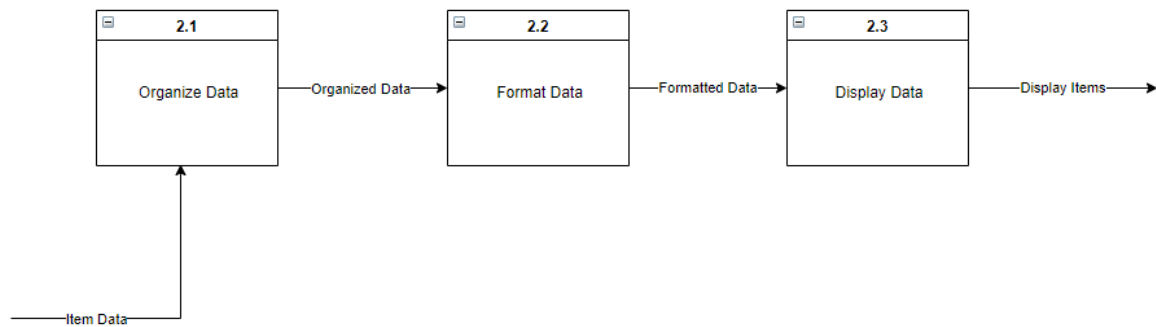 2.1
Organize Data
Organized Data
2.2
Format Data
Formatted Data
2.3
Display Data
Display Items
Item Data